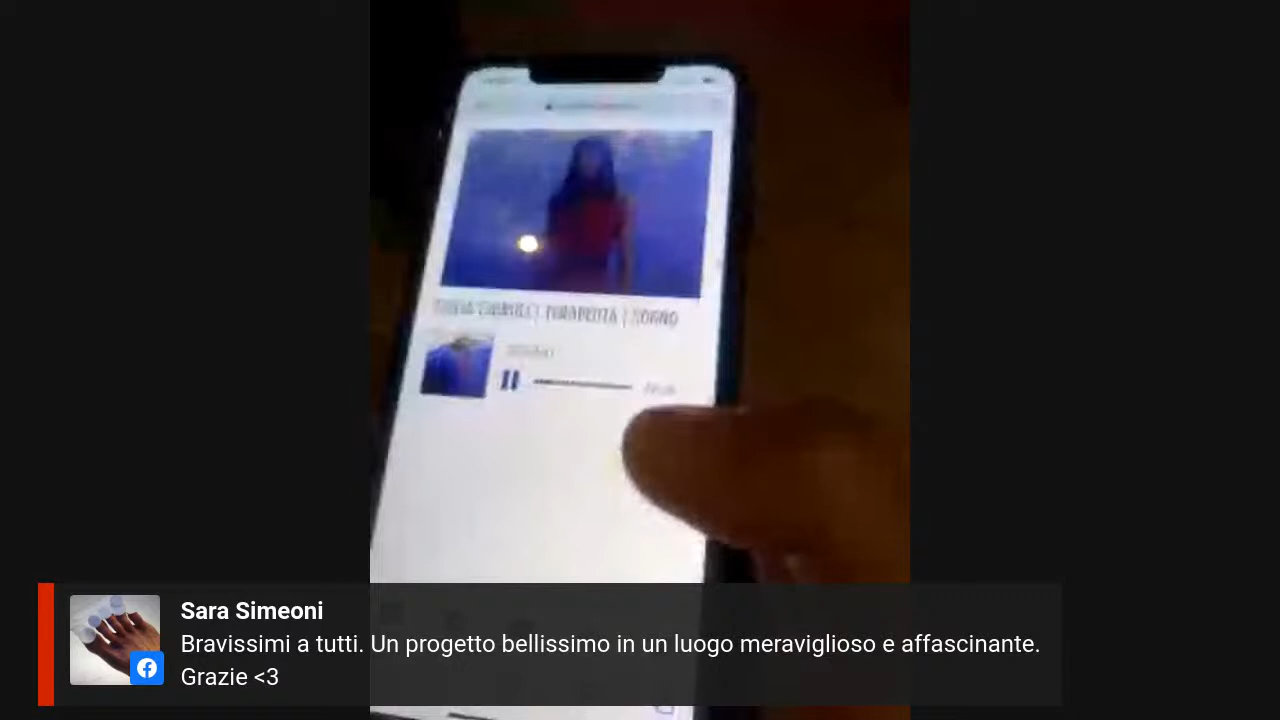 Sara Simeoni
Bravissimi a tutti. Un progetto bellissimo in un luogo meraviglioso e affascinante.
Grazie <3